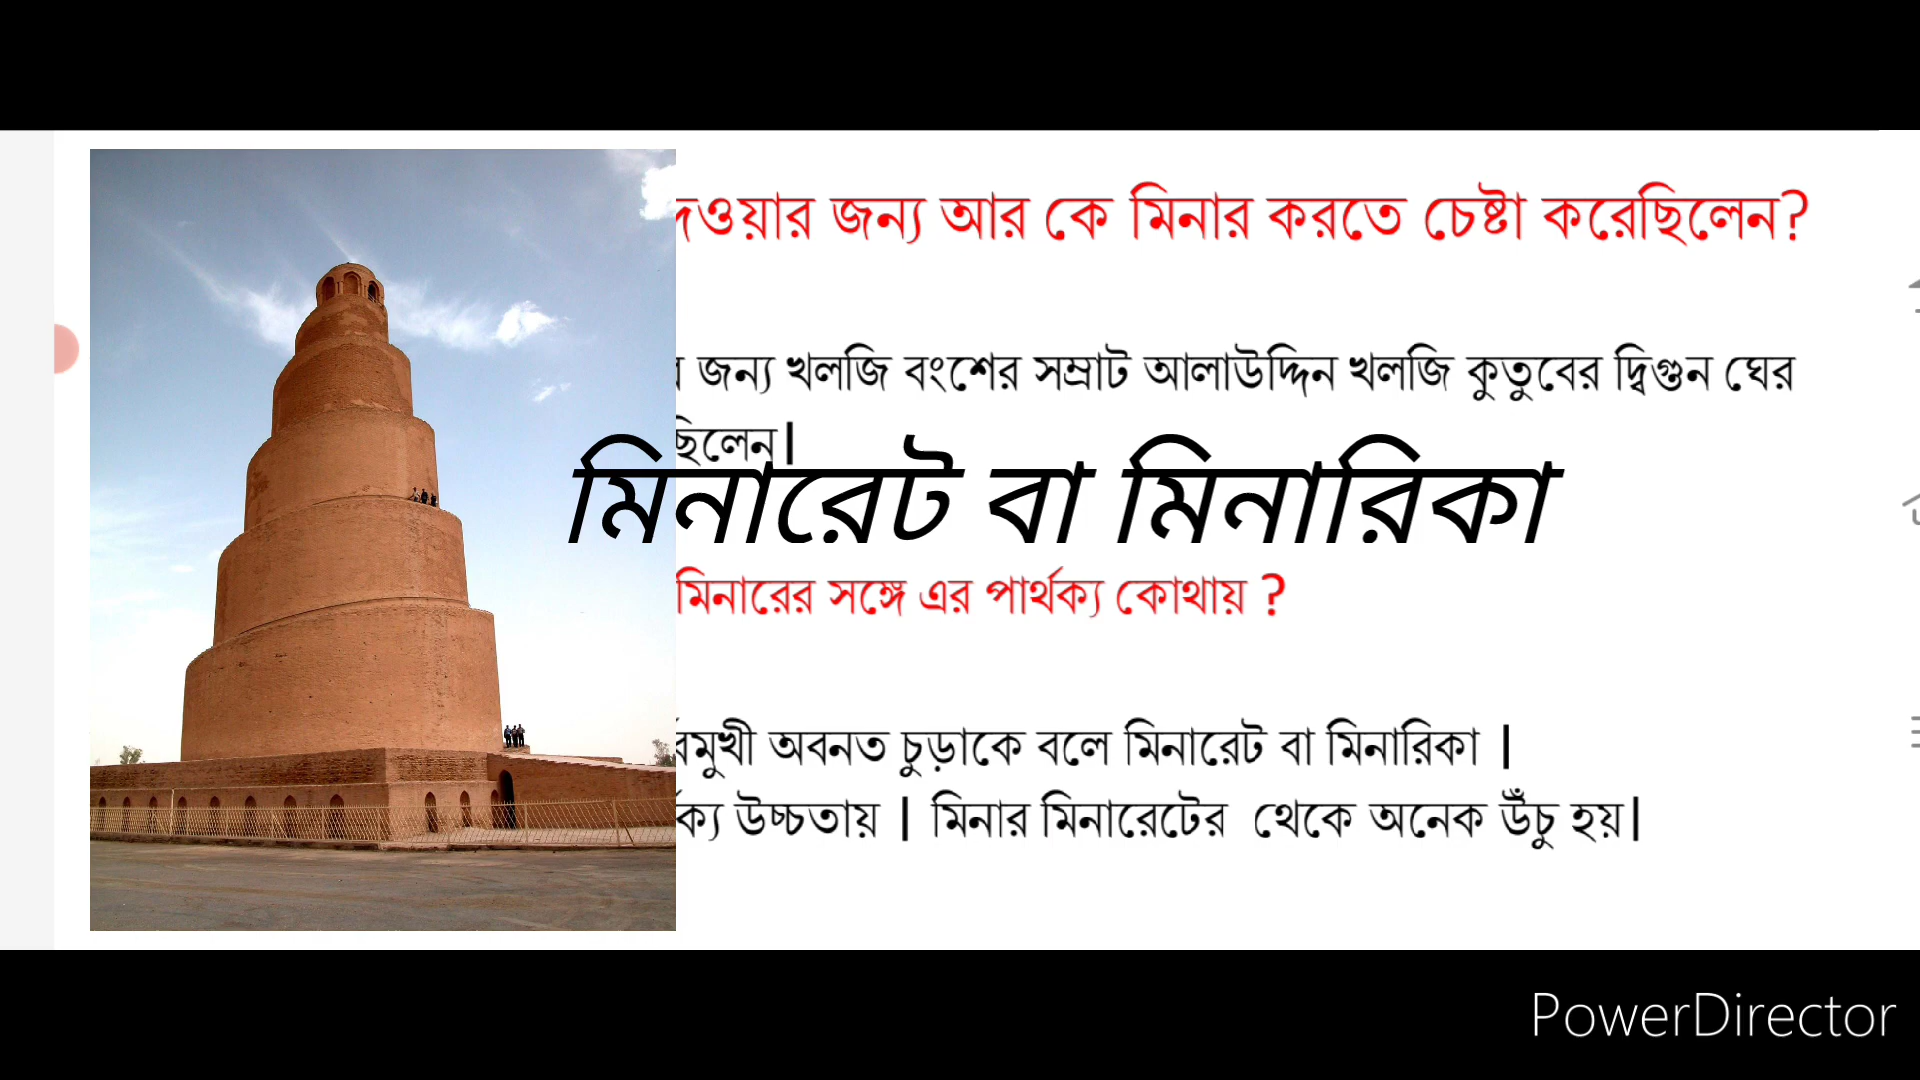 দেওয়ার জন্য আর কে মিনার করতে চেষ্টা করেছিলেন?
জন্য খলজি বংশের সম্রাট আলাউদ্দিন খলজি কুতুবের দ্বিগুন ঘের
ছিলেন।
মিনারেট বা মিনারিকা
মিনারের সঙ্গে এর পার্থক্য কোথায় ?
অবনত চুড়াকে বলে মিনারেট বা মিনারিকা ।
উচ্চতায় । মিনার মিনারেটের থেকে অনেক উঁচু হয়।
PowerDirector